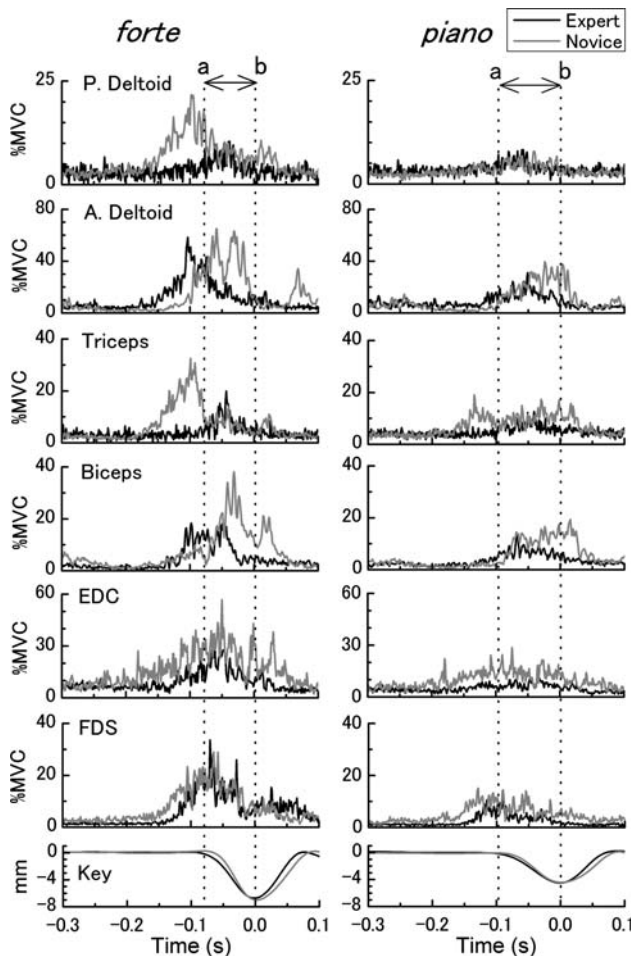 forte
piano
Expert
Novice
a b
a b
P. Deltoid
%MVC
25
0
25
0
A. Deltoid
%MVC
80
40
0
80
40
0
Triceps
%MVC
40
20
0
40
20
0
Biceps
%MVC
40
20
0
40
20
0
EDC
%MVC
60
30
0
60
30
0
FDS
%MVC
40
20
0
40
20
0
Key
mm
0
−4
−8
0
−4
−8
−0.3 −0.2 −0.1 0.0 0.1
−0.3 −0.2 −0.1 0.0 0.1
Time (s)
Time (s)